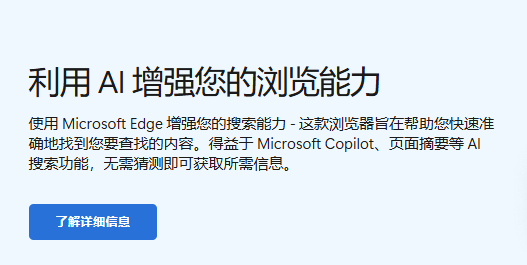 利用 AI 增强您的浏览能力
使用 Microsoft Edge 增强您的搜索能力 - 这款浏览器旨在帮助您快速准
确地找到您要查找的内容。得益于 Microsoft Copilot、页面摘要等 AI
搜索功能，无需猜测即可获取所需信息。
了解详细信息